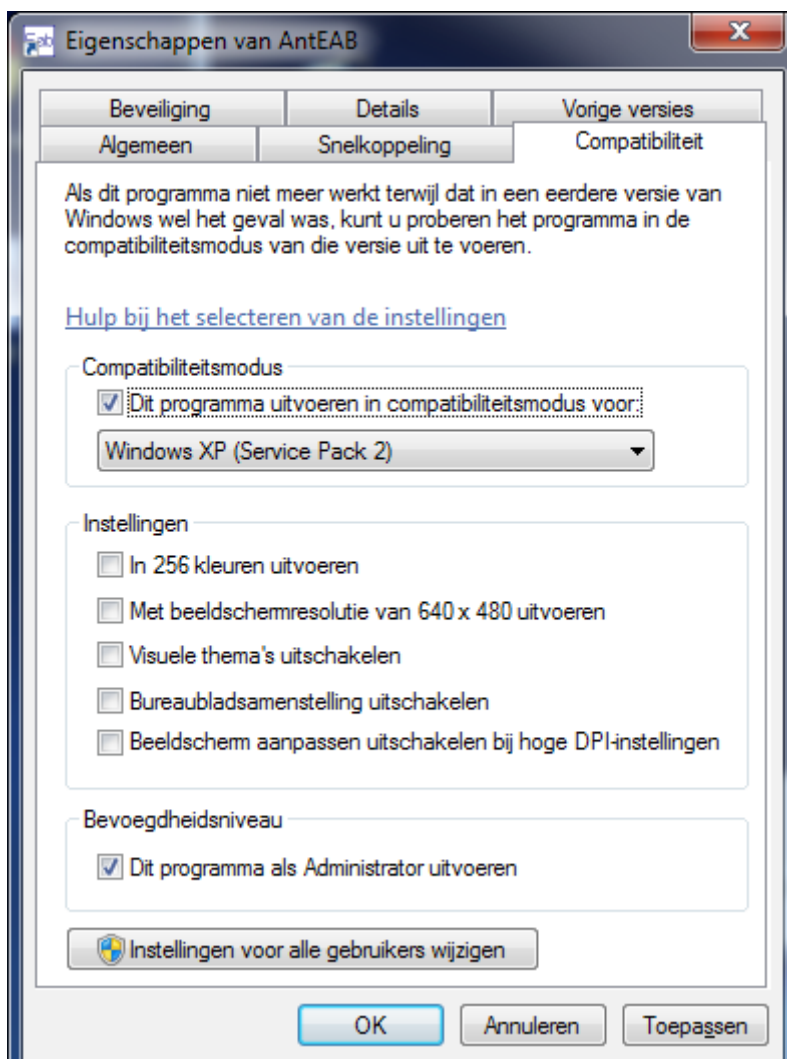 Eigenschappen van AntEAB
Beveiliging
Details
Vorige versies
Algemeen
Snelkoppeling
Compatibiliteit
Als dit programma niet meer werkt terwijl dat in een eerdere versie van
Windows wel het geval was, kunt u proberen het programma in de
compatibiliteitsmodus van die versie uit te voeren.
Hulp bij het selecteren van de instellingen
Compatibiliteitsmodus
Dit programma uitvoeren in compatibiliteitsmodus voor:
Windows XP (Service Pack 2)
Instellingen
In 256 kleuren uitvoeren
Met beeldschermresolutie van 640 x 480 uitvoeren
Visuele thema's uitschakelen
Bureaubladsamenstelling uitschakelen
Beeldscherm aanpassen uitschakelen bij hoge DPI-instellingen
Bevoegdheidsniveau
Dit programma als Administrator uitvoeren
Instellingen voor alle gebruikers wijzigen
OK
Annuleren
Toepassen